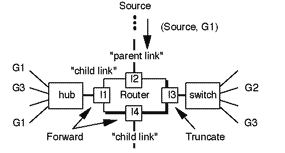 Source
(Source, G1)
"parent link"
"child link"
G1
G3
G1
hub
I1
I2
Router
I3
I4
switch
G2
G3
Forward
"child link"
Truncate